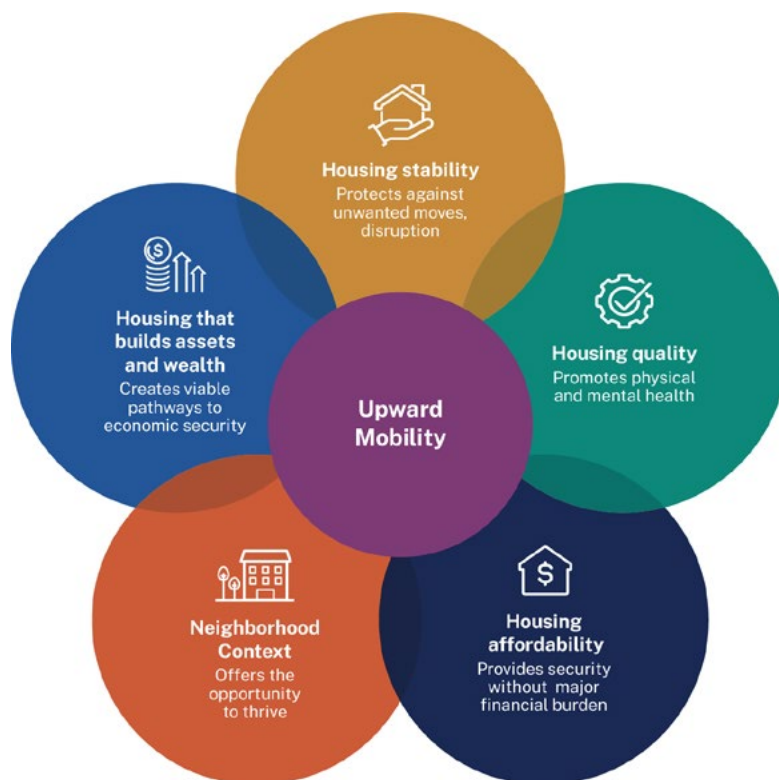 Housing stability
Protects against
unwanted moves,
disruption
$
Housing that
builds assets
and wealth
Creates viable
pathways to
economic security
Housing quality
Promotes physical
and mental health
Upward
Mobility
Neighborhood
Context
Offers the
opportunity
to thrive
$
Housing
affordability
Provides security
without major
financial burden